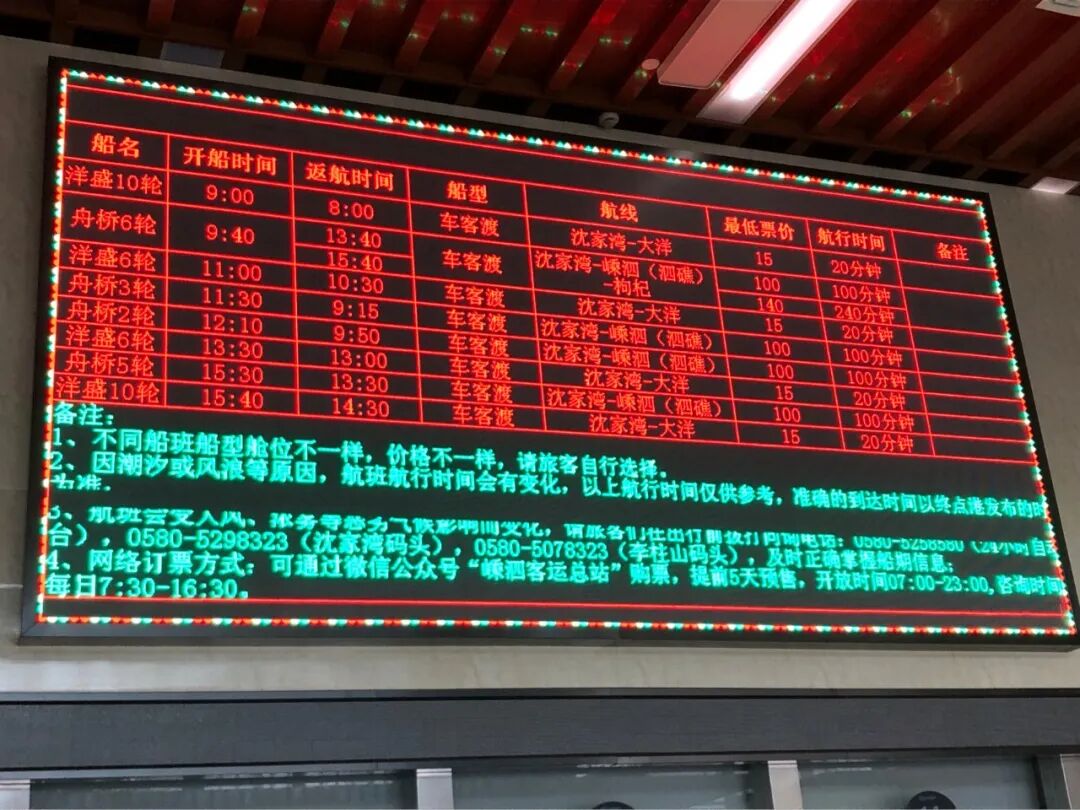 船名 开船时间 返航时间 船型 航线 最低票价 航行时间 备注
洋盛10轮 9:00 8:00 车客渡 沈家湾-大洋 15 20分钟
舟桥6轮 9:40 13:40 车客渡 沈家湾-嵊泗（泗礁） 100 100分钟
15:40 -枸杞 140 240分钟
洋盛6轮 11:00 10:30 车客渡 沈家湾-大洋 15 20分钟
舟桥3轮 11:30 9:15 车客渡 沈家湾-嵊泗（泗礁） 100 100分钟
舟桥2轮 12:10 9:50 车客渡 沈家湾-嵊泗（泗礁） 100 100分钟
洋盛6轮 13:30 13:00 车客渡 沈家湾-大洋 15 20分钟
舟桥5轮 15:30 13:30 车客渡 沈家湾-嵊泗（泗礁） 100 100分钟
洋盛10轮 15:40 14:30 车客渡 沈家湾-大洋 15 20分钟
备注：
1、不同船班船型舱位不一样，价格不一样，请旅客自行选择。
2、因潮汐或风浪等原因，航班航行时间会有变化，以上航行时间仅供参考，准确的到达时间以终点港发布的时
为准.
3、航班会受大风、
台），0580-5298323（沈家湾码头），0580-5078323（李柱山码头），及时正确掌握船期信息；
4、网络订票方式：可通过微信公众号“嵊泗客运总站”购票，提前5天预售，开放时间07:00-23:00,咨询时间
每日7:30-16:30。